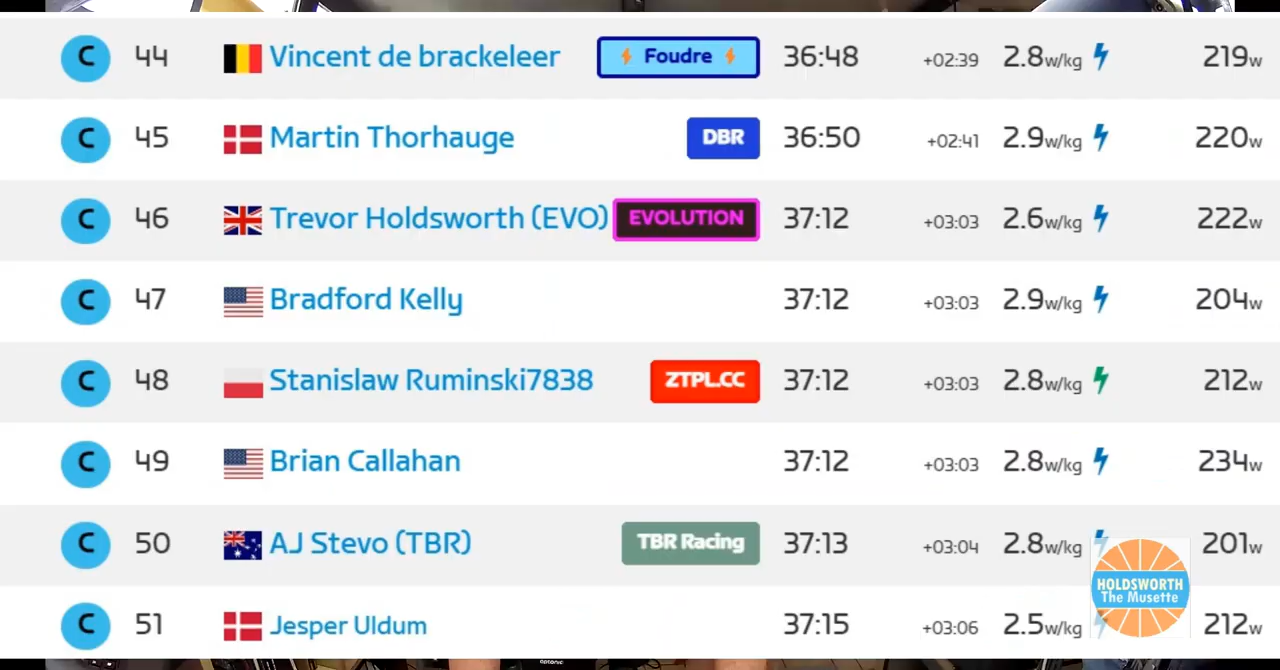 C 44 Vincent de brackeleer Foudre 36:48 +02:39 2.8w/kg 219w
C 45 Martin Thorhauge DBR 36:50 +02:41 2.9w/kg 220w
C 46 Trevor Holdsworth (EVO) EVOLUTION 37:12 +03:03 2.6w/kg 222w
C 47 Bradford Kelly 37:12 +03:03 2.9w/kg 204w
C 48 Stanislaw Ruminski7838 ZTPL.CC 37:12 +03:03 2.8w/kg 212w
C 49 Brian Callahan 37:12 +03:03 2.8w/kg 234w
C 50 AJ Stevo (TBR) TBR Racing 37:13 +03:04 2.8w/kg 201w
HOLDSWORTH
The Musette
C 51 Jesper Uldum 37:15 +03:06 2.5w/kg 212w